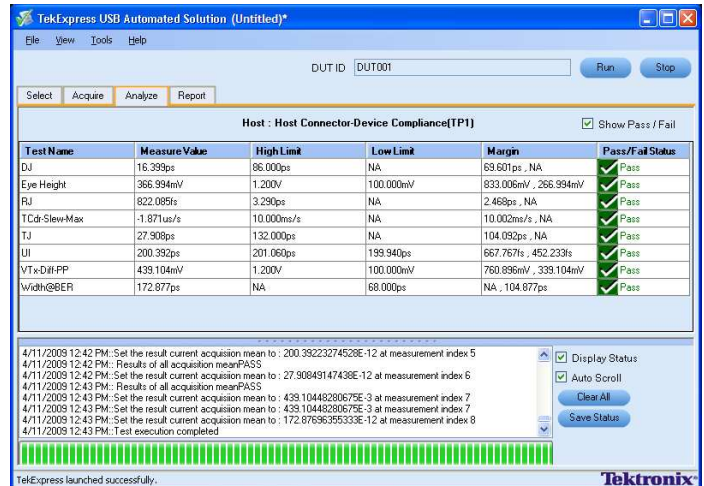 TekExpress USB Automated Solution (Untitled)*
File View Tools Help
DUT ID DUT001 Run Stop
Select Acquire Analyze Report
Host : Host Connector-Device Compliance(TP1) Show Pass / Fail
Test Name Measure Value High Limit Low Limit Margin Pass/Fail Status
DJ 16.399ps 86.000ps NA 69.601ps , NA Pass
Eye Height 366.994mV 1.200V 100.000mV 833.006mV , 266.994mV Pass
RJ 822.085fs 3.290ps NA 2.468ps , NA Pass
TCdr-Slew-Max -1.871us/s 10.000ms/s NA 10.002ms/s , NA Pass
TJ 27.908ps 132.000ps NA 104.092ps , NA Pass
UI 200.392ps 201.060ps 199.940ps 667.767fs , 452.233fs Pass
VTx-Diff-PP 439.104mV 1.200V 100.000mV 760.896mV , 339.104mV Pass
Width@BER 172.877ps NA 68.000ps NA , 104.877ps Pass
4/11/2009 12:42 PM::Set the result current acquisiion mean to : 200.39223274528E-12 at measurement index 5
4/11/2009 12:42 PM:: Results of all acquisition meanPASS
4/11/2009 12:42 PM::Set the result current acquisiion mean to : 27.90849147438E-12 at measurement index 6
4/11/2009 12:43 PM:: Results of all acquisition meanPASS
4/11/2009 12:43 PM::Set the result current acquisiion mean to : 439.10448280675E-3 at measurement index 7
4/11/2009 12:43 PM::Set the result current acquisiion mean to : 439.10448280675E-3 at measurement index 7
4/11/2009 12:43 PM::Set the result current acquisiion mean to : 172.87696355333E-12 at measurement index 8
4/11/2009 12:43 PM::Test execution completed
Display Status
Auto Scroll
Clear All
Save Status
TekExpress launched successfully.
Tektronix